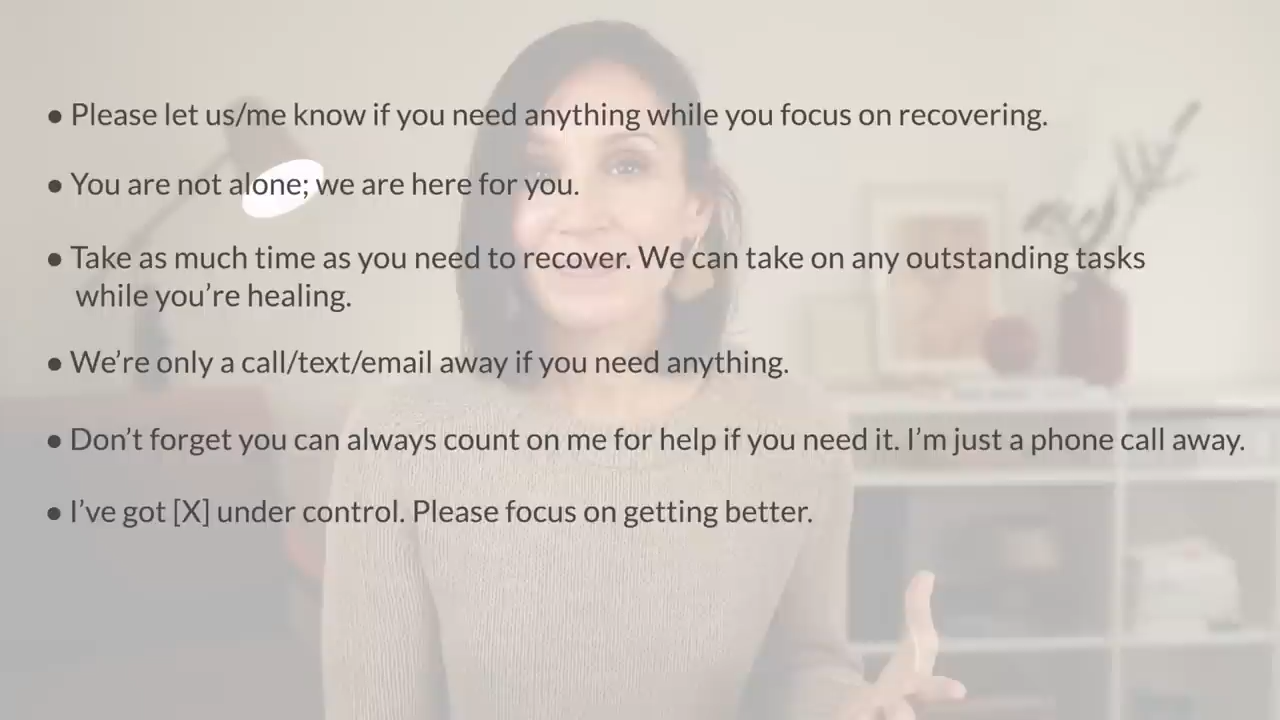 ● Please let us/me know if you need anything while you focus on recovering.
● You are not alone; we are here for you.
● Take as much time as you need to recover. We can take on any outstanding tasks
while you’re healing.
● We’re only a call/text/email away if you need anything.
● Don’t forget you can always count on me for help if you need it. I’m just a phone call away.
● I’ve got [X] under control. Please focus on getting better.